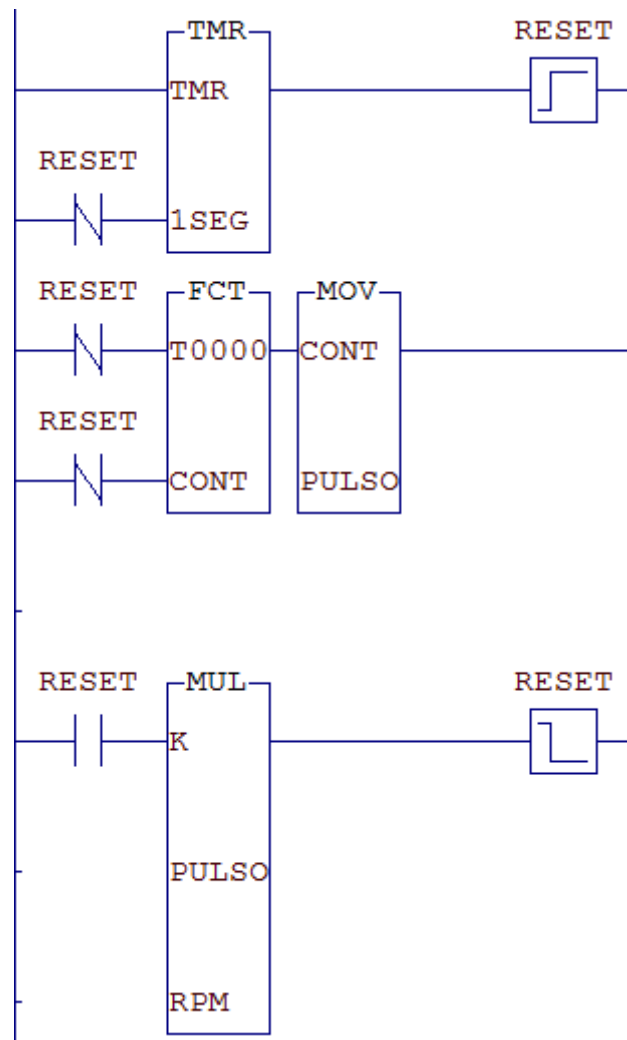 TMR RESET
TMR
RESET
1SEG
RESET FCT MOV
T0000 CONT
RESET
CONT PULSO
RESET MUL RESET
K
PULSO
RPM